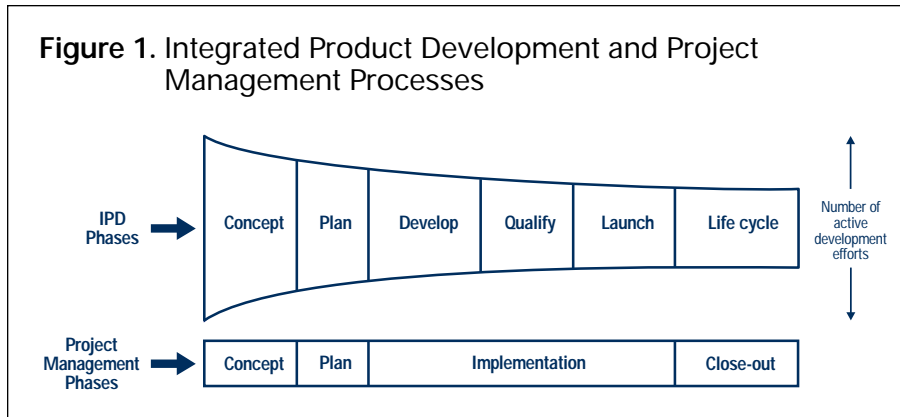 Figure 1. Integrated Product Development and Project
Management Processes
IPD
Phases
Concept
Plan
Develop
Qualify
Launch
Life cycle
Number of
active
development
efforts
Project
Management
Phases
Concept
Plan
Implementation
Close-out